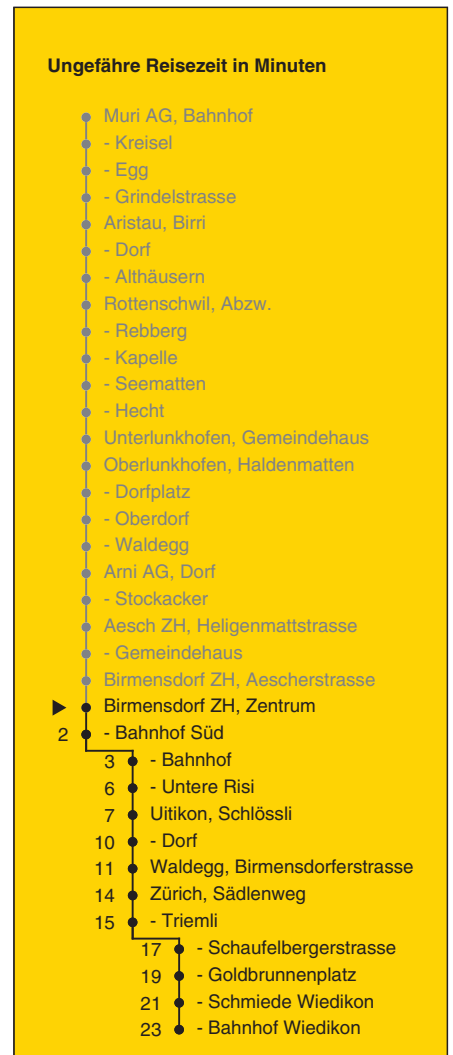 Ungefähre Reisezeit in Minuten
Muri AG, Bahnhof
- Kreisel
- Egg
- Grindelstrasse
Aristau, Birri
- Dorf
- Althäusern
Rottenschwil, Abzw.
- Rebberg
- Kapelle
- Seematten
- Hecht
Unterlunkhofen, Gemeindehaus
Oberlunkhofen, Haldenmatten
- Dorfplatz
- Oberdorf
- Waldegg
Arni AG, Dorf
- Stockacker
Aesch ZH, Heligenmattstrasse
- Gemeindehaus
Birmensdorf ZH, Aescherstrasse
Birmensdorf ZH, Zentrum
2 - Bahnhof Süd
3 - Bahnhof
6 - Untere Risi
7 Uitikon, Schlössli
10 - Dorf
11 Waldegg, Birmensdorferstrasse
14 Zürich, Sädlenweg
15 - Triemli
17 - Schaufelbergerstrasse
19 - Goldbrunnenplatz
21 - Schmiede Wiedikon
23 - Bahnhof Wiedikon